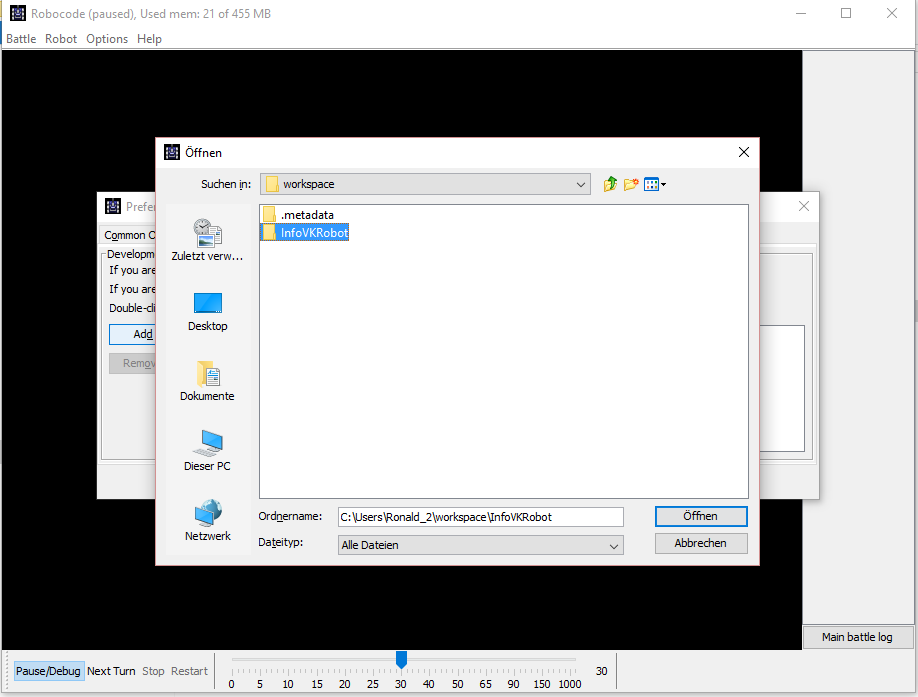 Robocode (paused), Used mem: 21 of 455 MB
Battle Robot Options Help
Öffnen
Suchen in: workspace
.metadata
InfoVKRobot
Zuletzt verw...
Desktop
Dokumente
Dieser PC
Netzwerk
Ordnername: C:\Users\Ronald_2\workspace\InfoVKRobot
Öffnen
Dateityp: Alle Dateien
Abbrechen
Prefer
Common O
Developm
If you are
If you are
Double-cli
Add
Remov
Main battle log
Pause/Debug Next Turn Stop Restart
0 5 10 15 20 25 30 40 50 65 90 150 1000
30